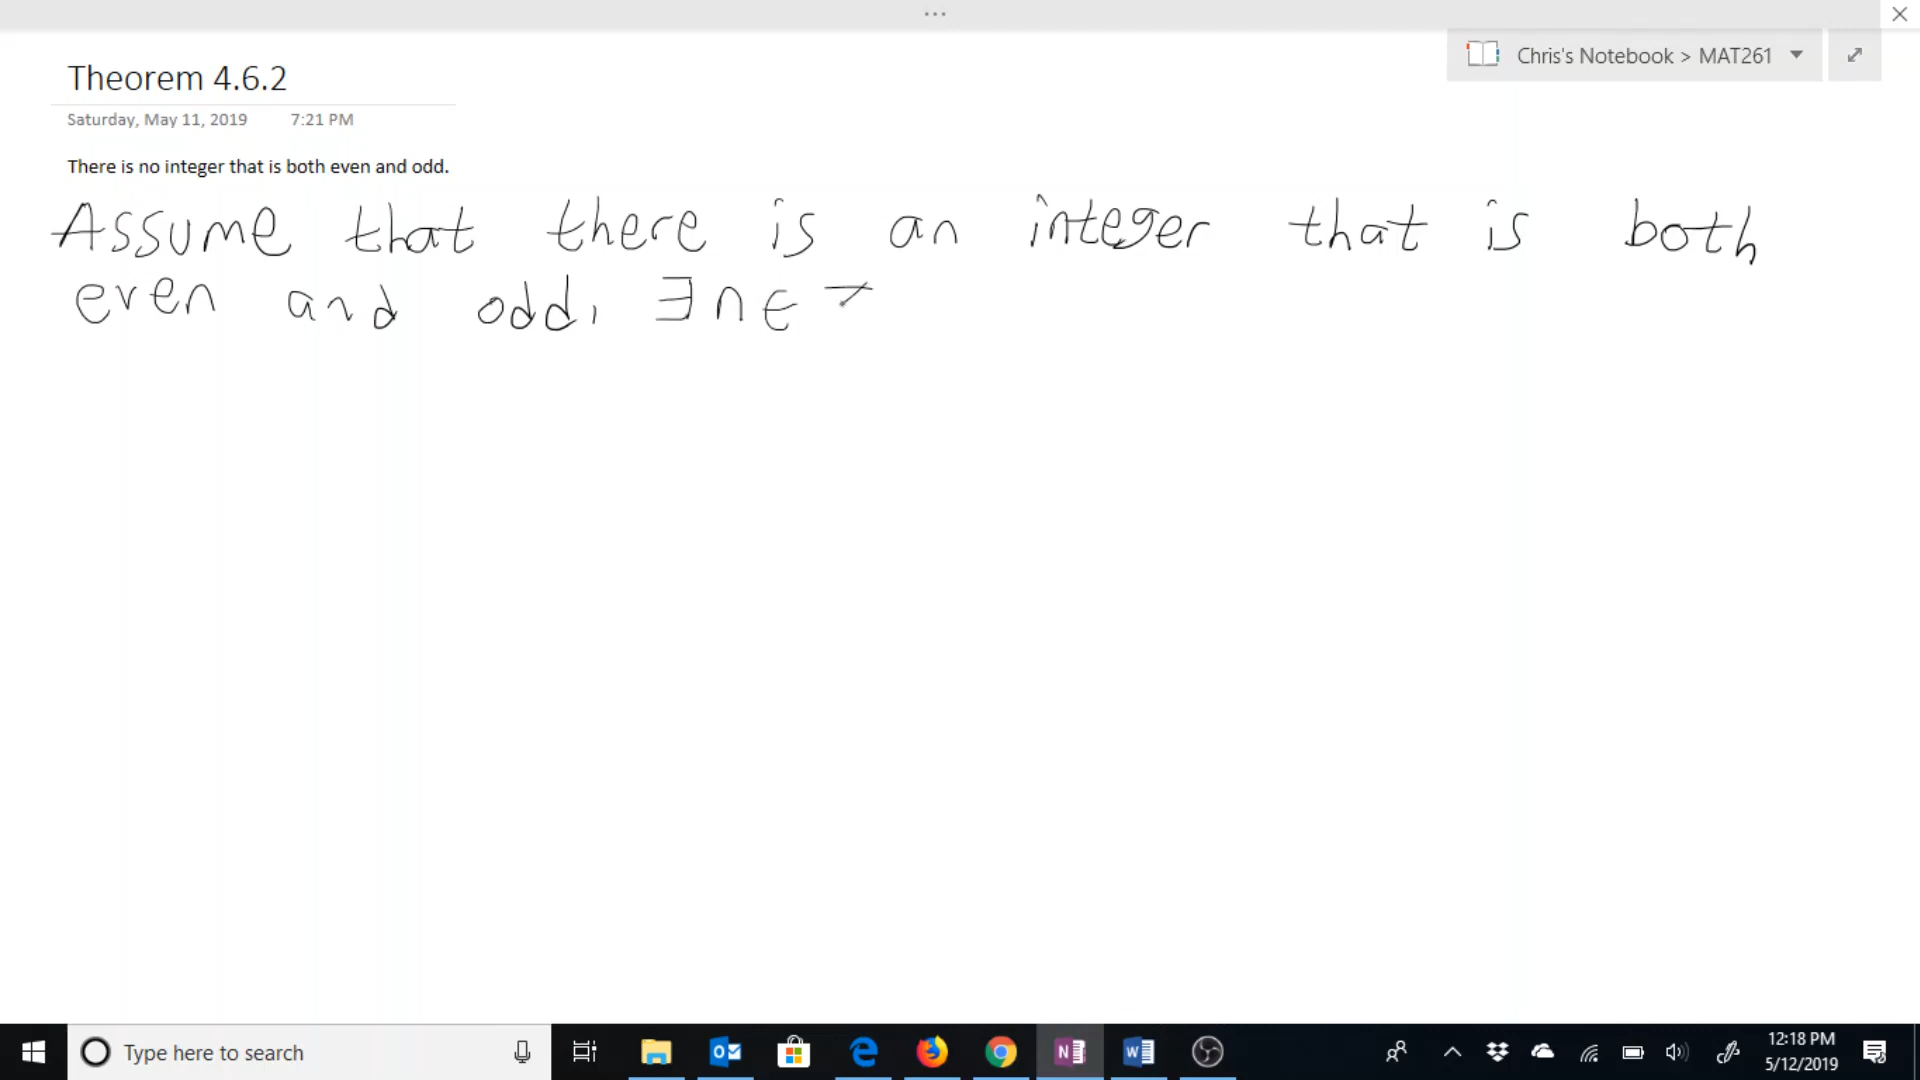 ...
Chris's Notebook > MAT261
Theorem 4.6.2
Saturday, May 11, 2019 7:21 PM
There is no integer that is both even and odd.
Assume that there is an integer that is both
even and odd, ∃ n ∈
Type here to search
12:18 PM
5/12/2019